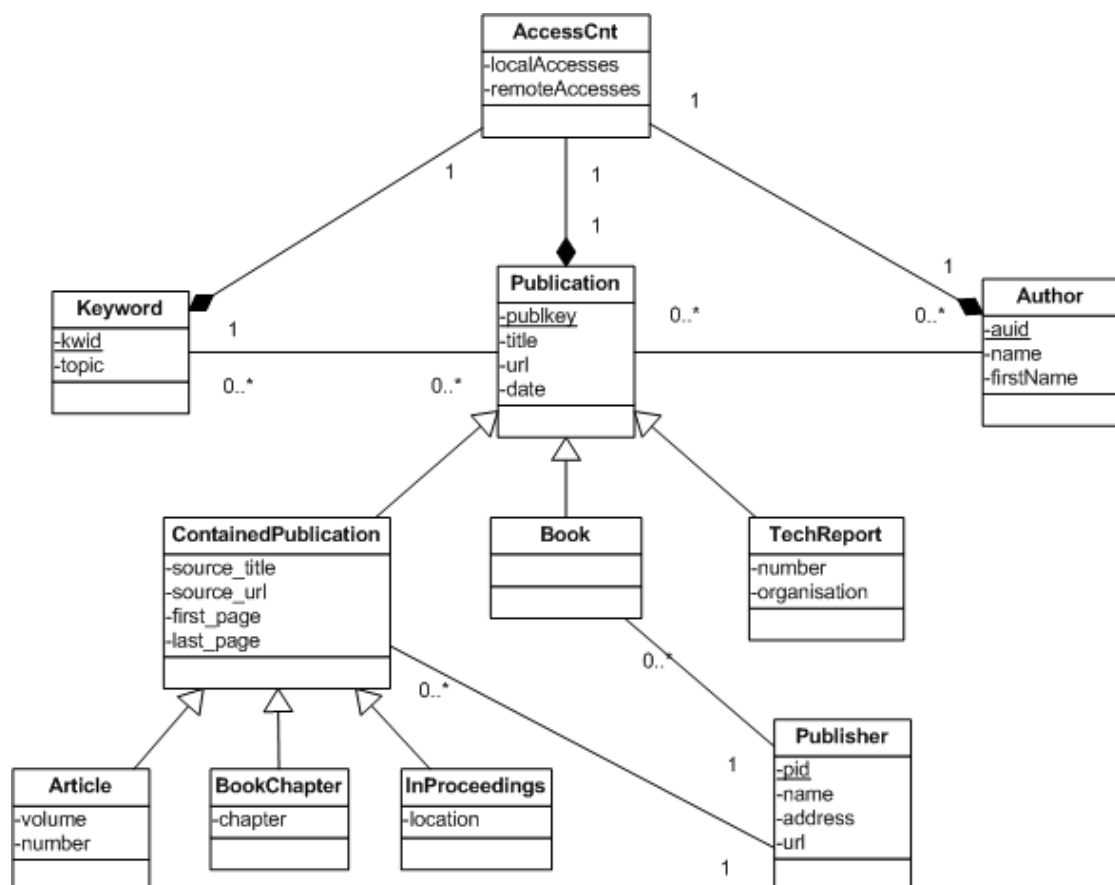 AccessCnt
-localAccesses
-remoteAccesses
1
1
1
1
1
1
Keyword
-kwid
-topic
Publication
-publkey
-title
-url
-date
Author
-auid
-name
-firstName
0..*
0..*
0..*
0..*
ContainedPublication
-source_title
-source_url
-first_page
-last_page
Book
TechReport
-number
-organisation
0..*
0..*
Article
-volume
-number
BookChapter
-chapter
InProceedings
-location
1
Publisher
-pid
-name
-address
-url
1